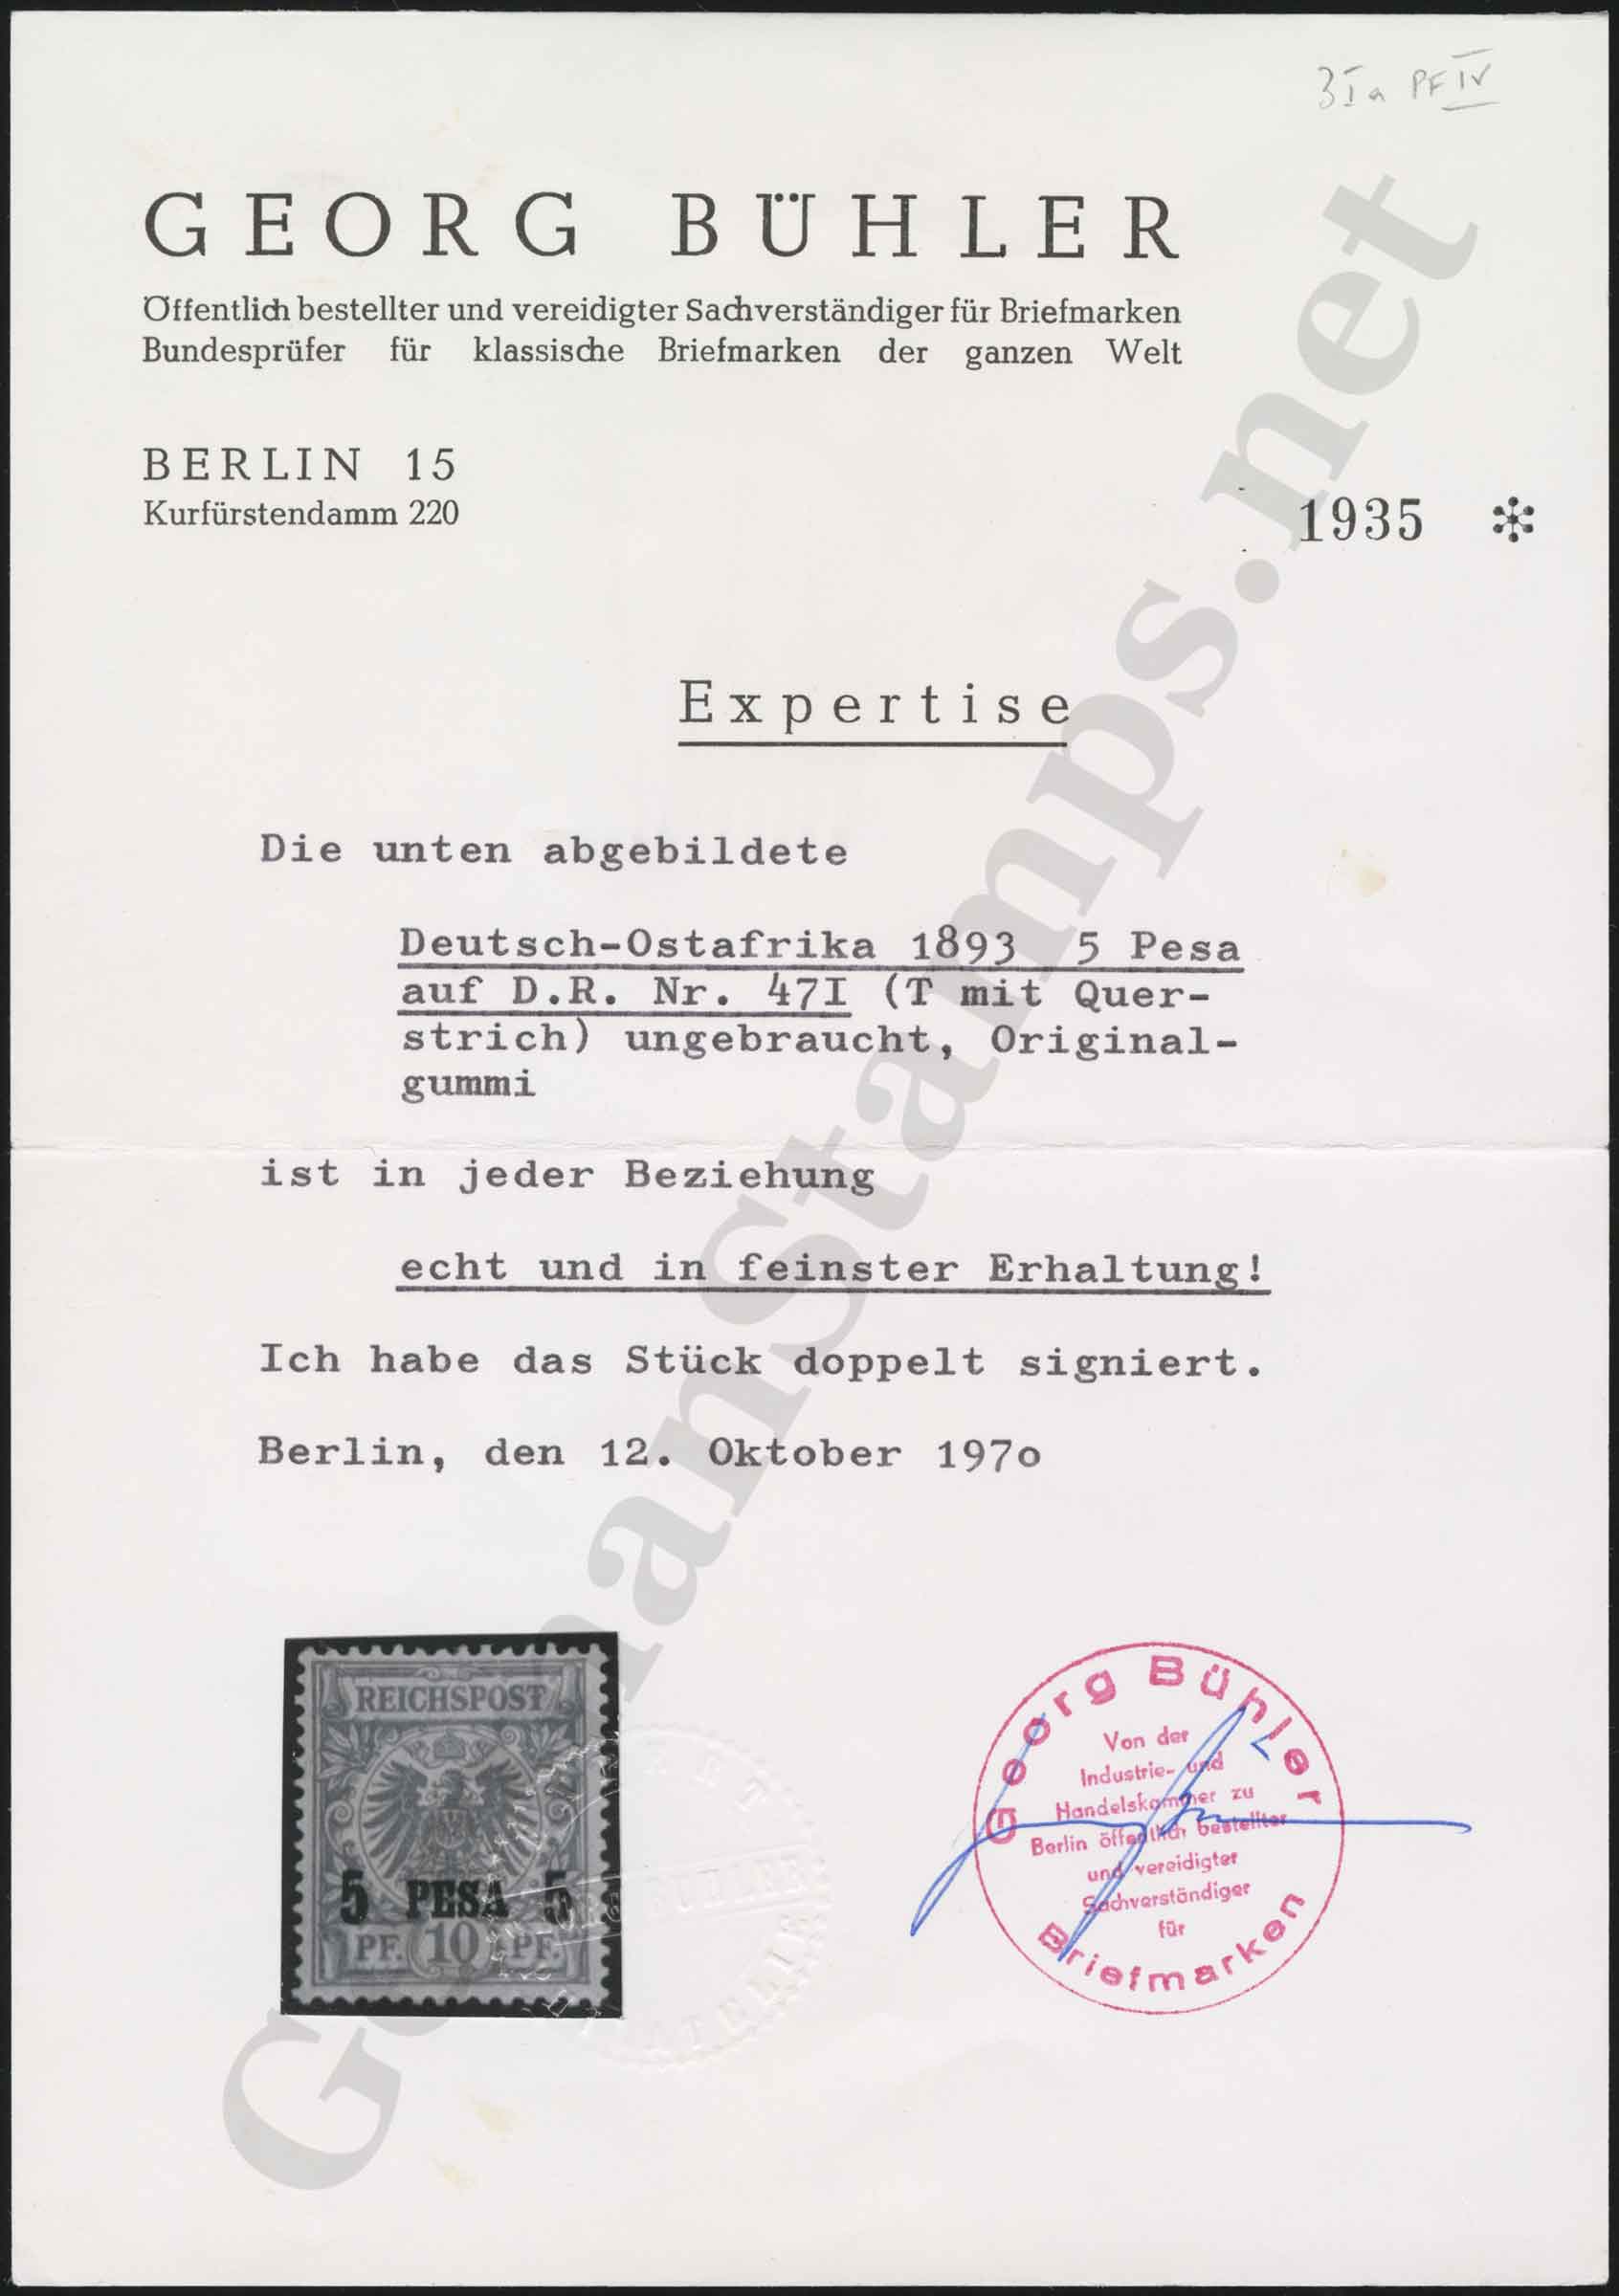 3Ia PF IV
GEORG BÜHLER
Öffentlich bestellter und vereidigter Sachverständiger für Briefmarken
Bundesprüfer für klassische Briefmarken der ganzen Welt
BERLIN 15
Kurfürstendamm 220
1935 *
Expertise
Die unten abgebildete
Deutsch-Ostafrika 1893 5 Pesa
auf D.R. Nr. 47I (T mit Quer-
strich) ungebraucht, Original-
gummi
ist in jeder Beziehung
echt und in feinster Erhaltung!
Ich habe das Stück doppelt signiert.
Berlin, den 12. Oktober 197o
REICHSPOST
5 PESA 5
PF. 10 PF.
Georg Bühler
Von der
Industrie- und
Handelskammer zu
Berlin öffentlich bestellter
und vereidigter
Sachverständiger
für
Briefmarken
GermanStamps.net